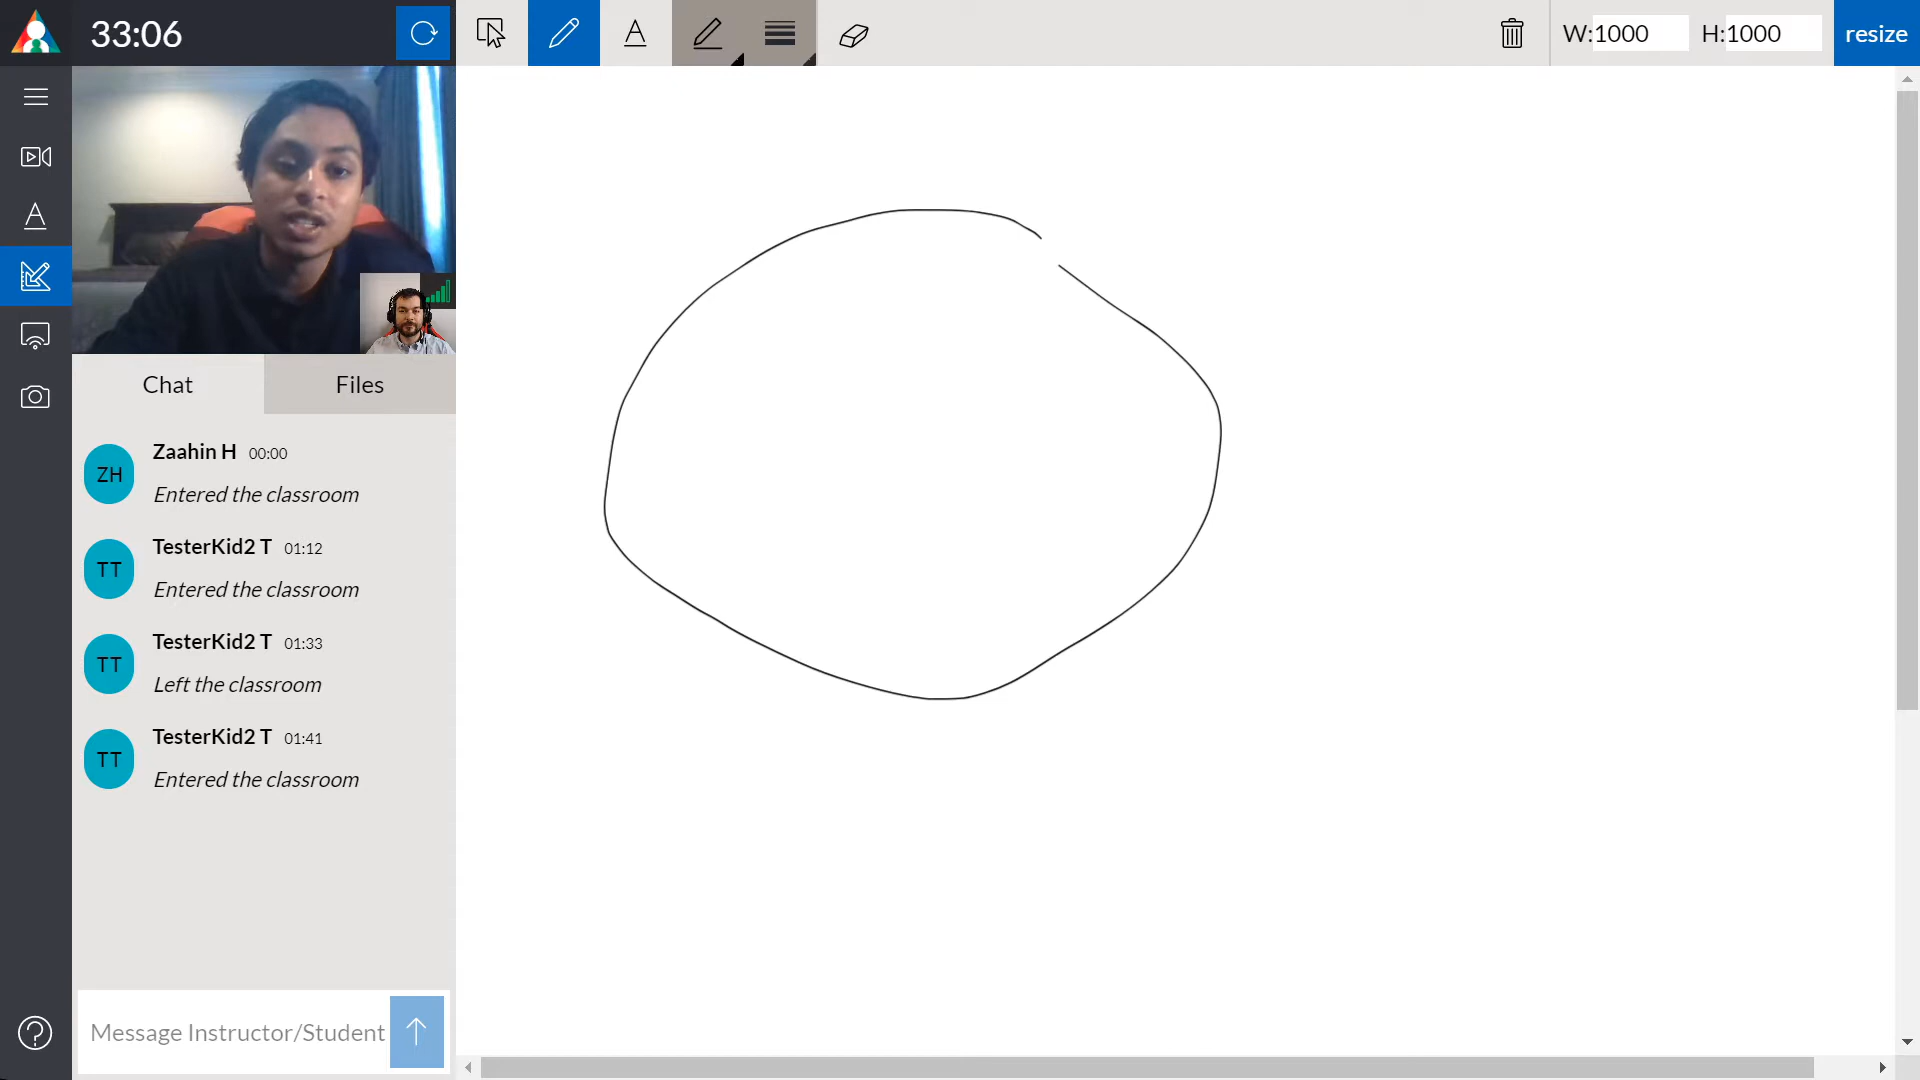 33:06
A
W:1000
H:1000
resize
A
Chat
Files
ZH
Zaahin H 00:00
Entered the classroom
TT
TesterKid2 T 01:12
Entered the classroom
TT
TesterKid2 T 01:33
Left the classroom
TT
TesterKid2 T 01:41
Entered the classroom
Message Instructor/Student
?